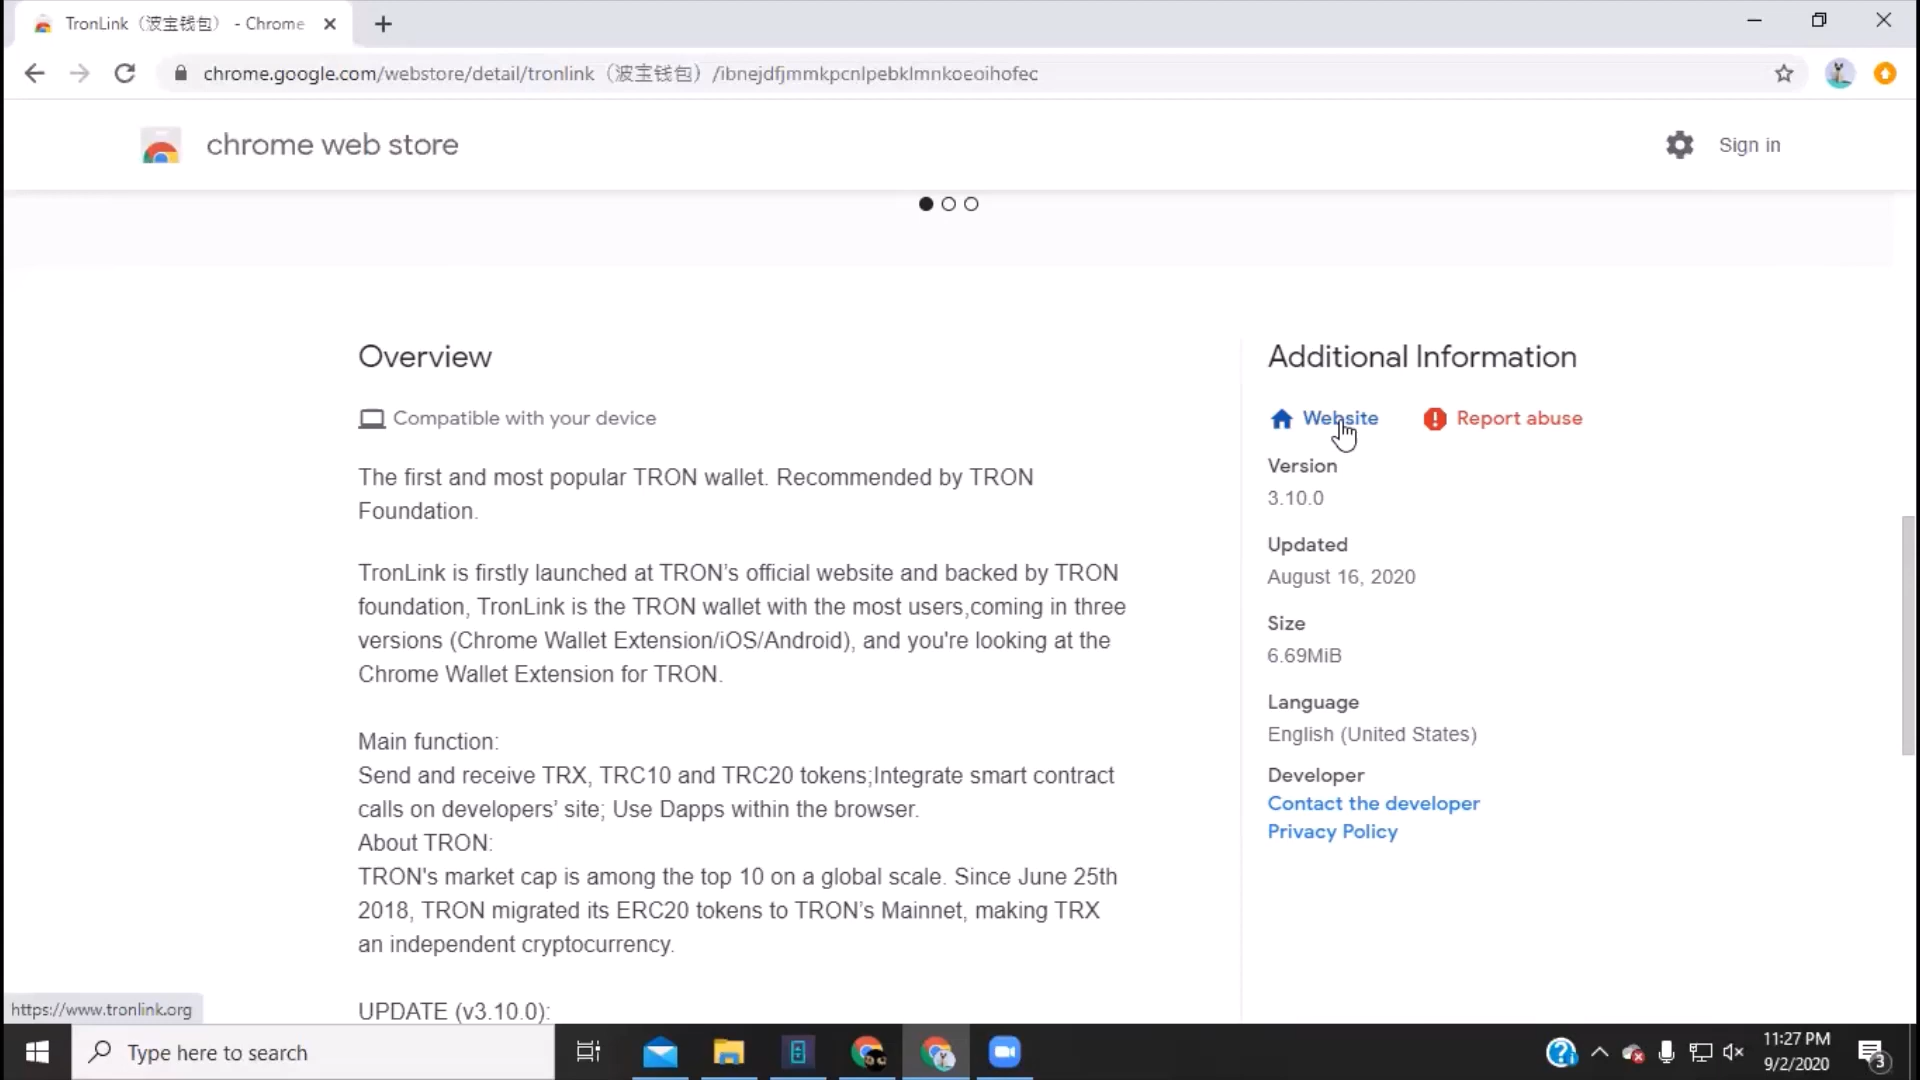 TronLink（波宝钱包） - Chrome
chrome.google.com/webstore/detail/tronlink（波宝钱包）/ibnejdfjmmkpcnlpebklmnkoeoihofec
chrome web store
Sign in
Overview
Compatible with your device
The first and most popular TRON wallet. Recommended by TRON
Foundation.
TronLink is firstly launched at TRON’s official website and backed by TRON
foundation, TronLink is the TRON wallet with the most users,coming in three
versions (Chrome Wallet Extension/iOS/Android), and you're looking at the
Chrome Wallet Extension for TRON.
Main function:
Send and receive TRX, TRC10 and TRC20 tokens;Integrate smart contract
calls on developers’ site; Use Dapps within the browser.
About TRON:
TRON's market cap is among the top 10 on a global scale. Since June 25th
2018, TRON migrated its ERC20 tokens to TRON’s Mainnet, making TRX
an independent cryptocurrency.
UPDATE (v3.10.0):
Additional Information
Website
Report abuse
Version
3.10.0
Updated
August 16, 2020
Size
6.69MiB
Language
English (United States)
Developer
Contact the developer
Privacy Policy
https://www.tronlink.org
Type here to search
11:27 PM
9/2/2020
3